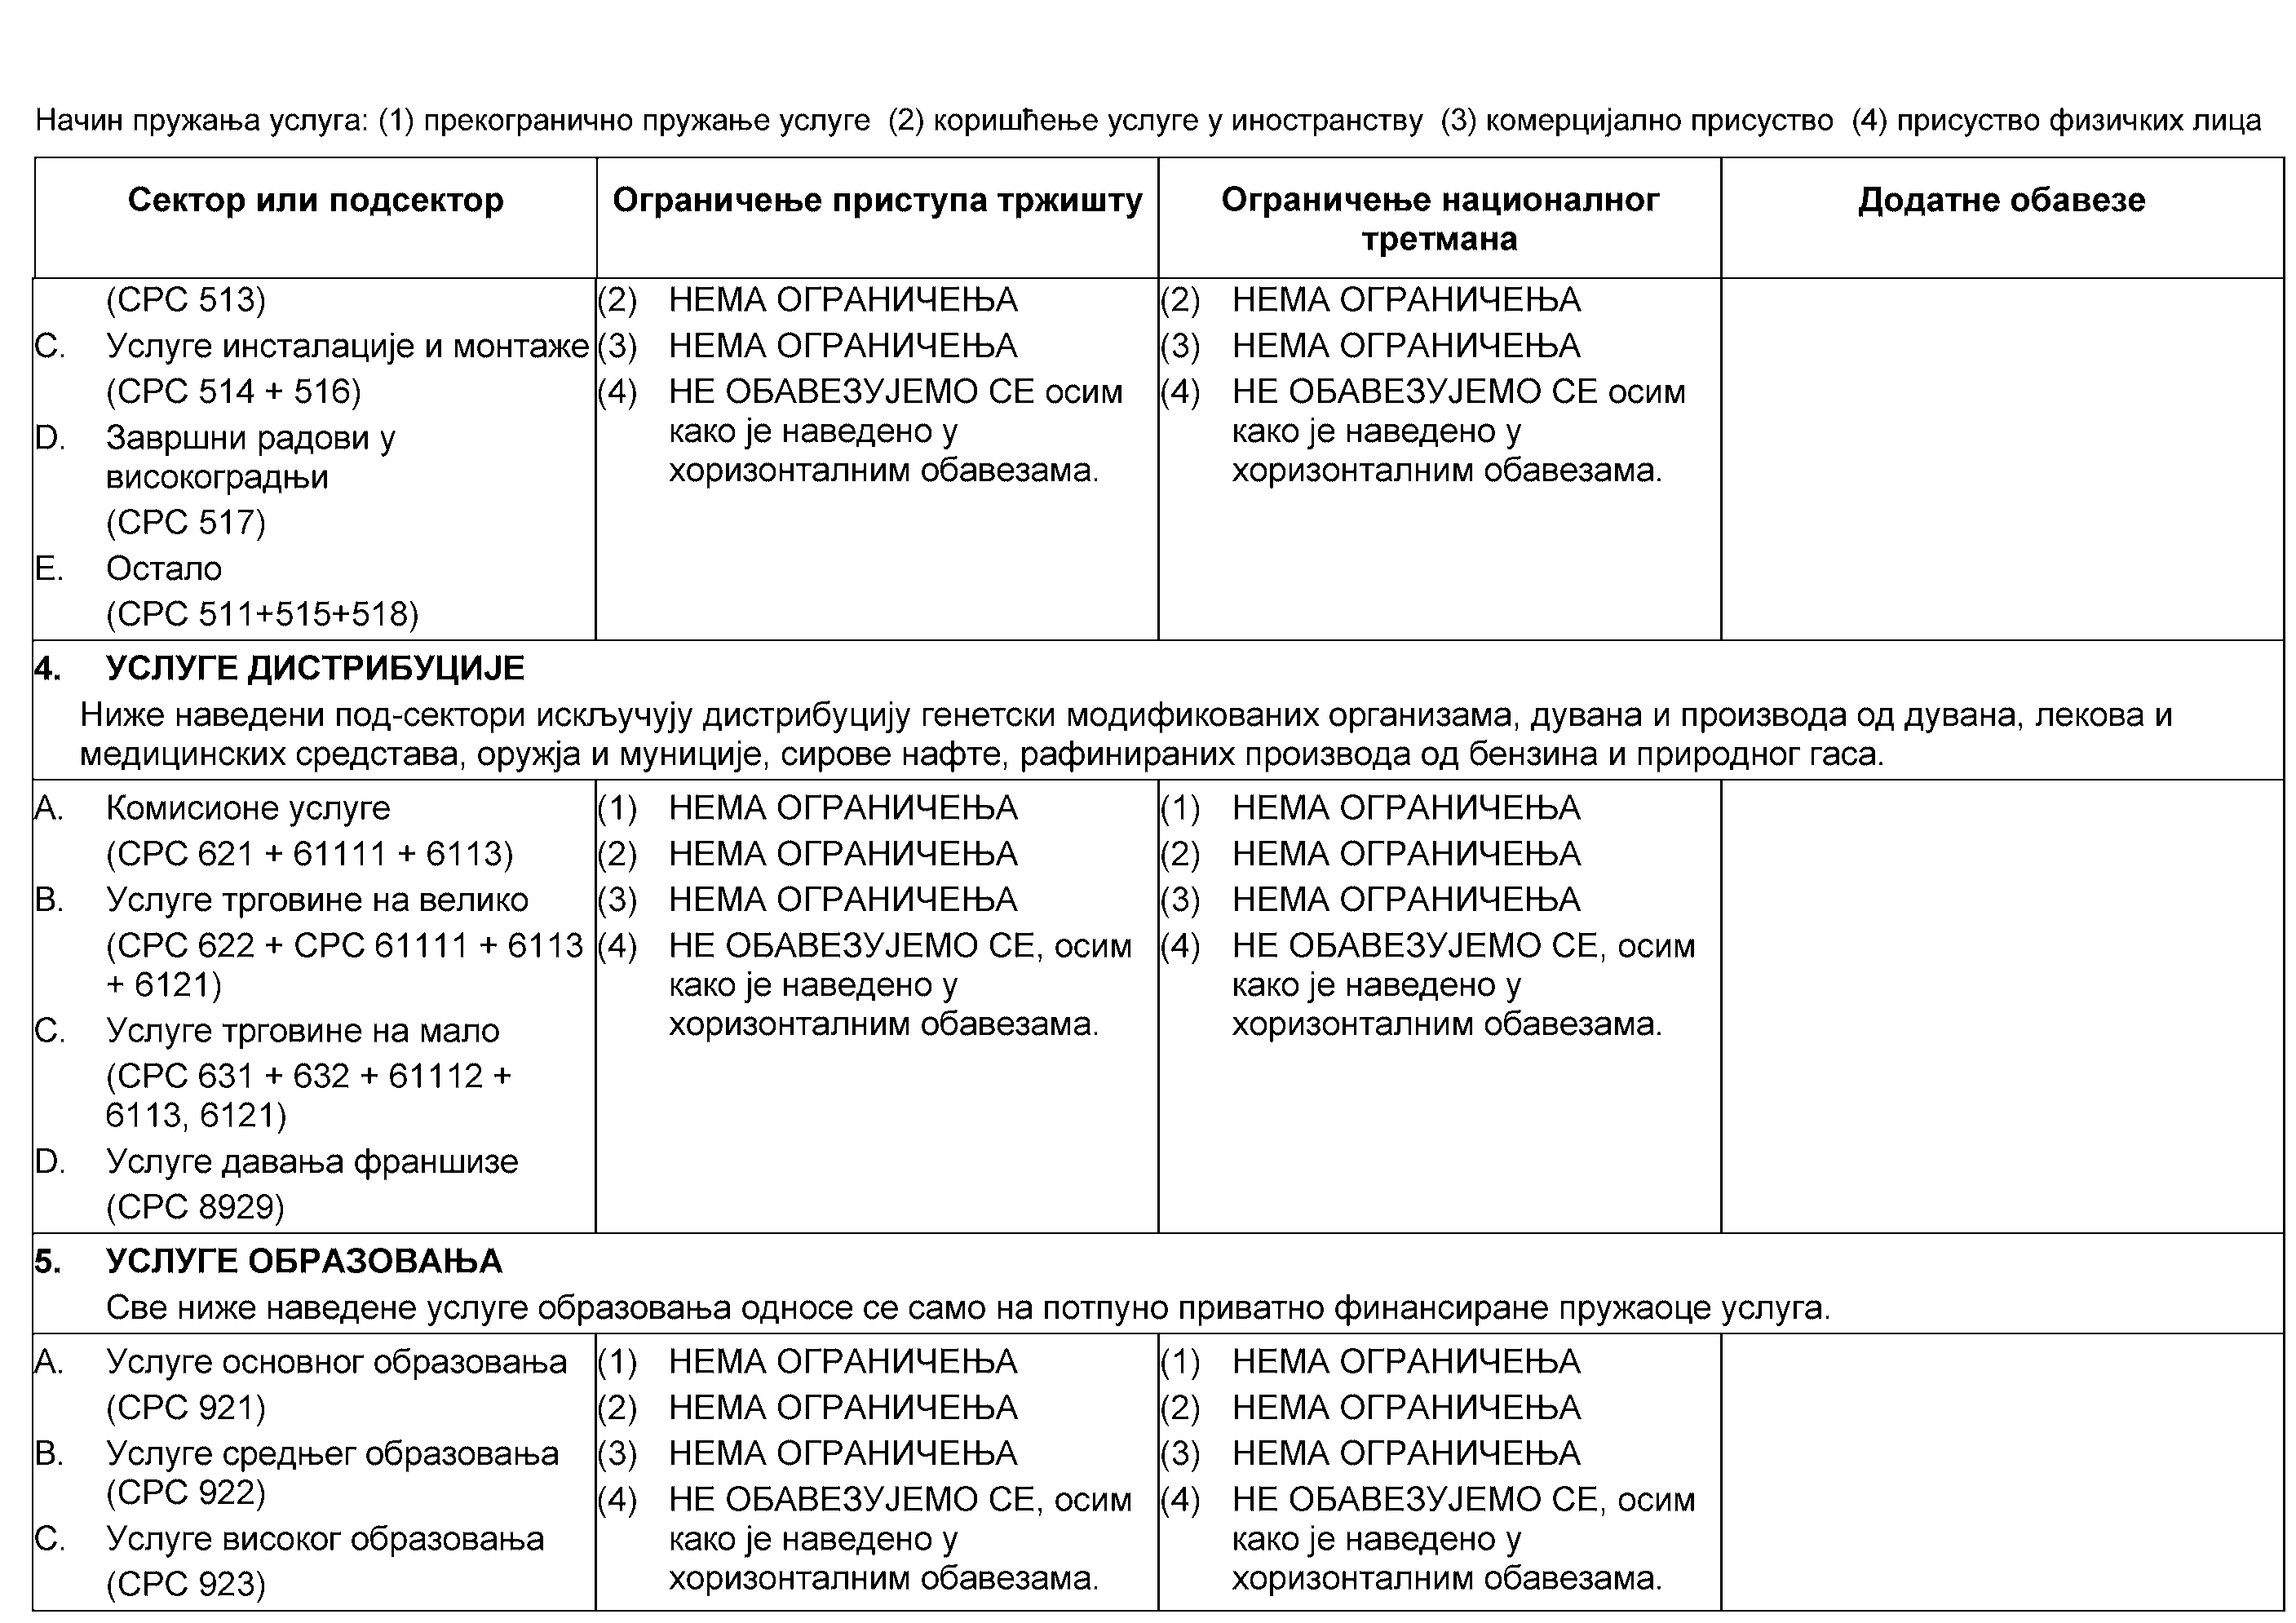 Начин пружања услуга: (1) прекогранично пружање услуге (2) коришћење услуге у иностранству (3) комерцијално присуство (4) присуство физичких лица
Сектор или подсектор
Ограничење приступа тржишту
Ограничење националног
третмана
Додатне обавезе
(CPC 513)
C. Услуге инсталације и монтаже
(CPC 514 + 516)
D. Завршни радови у
високоградњи
(CPC 517)
E. Остало
(CPC 511+515+518)
(2) НЕМА ОГРАНИЧЕЊА
(3) НЕМА ОГРАНИЧЕЊА
(4) НЕ ОБАВЕЗУЈЕМО СЕ осим
како је наведено у
хоризонталним обавезама.
(2) НЕМА ОГРАНИЧЕЊА
(3) НЕМА ОГРАНИЧЕЊА
(4) НЕ ОБАВЕЗУЈЕМО СЕ осим
како је наведено у
хоризонталним обавезама.
4. УСЛУГЕ ДИСТРИБУЦИЈЕ
Ниже наведени под-сектори искључују дистрибуцију генетски модификованих организама, дувана и производа од дувана, лекова и
медицинских средстава, оружја и муниције, сирове нафте, рафинираних производа од бензина и природног гаса.
A. Комисионе услуге
(CPC 621 + 61111 + 6113)
B. Услуге трговине на велико
(CPC 622 + CPC 61111 + 6113
+ 6121)
C. Услуге трговине на мало
(CPC 631 + 632 + 61112 +
6113, 6121)
D. Услуге давања франшизе
(CPC 8929)
(1) НЕМА ОГРАНИЧЕЊА
(2) НЕМА ОГРАНИЧЕЊА
(3) НЕМА ОГРАНИЧЕЊА
(4) НЕ ОБАВЕЗУЈЕМО СЕ, осим
како је наведено у
хоризонталним обавезама.
(1) НЕМА ОГРАНИЧЕЊА
(2) НЕМА ОГРАНИЧЕЊА
(3) НЕМА ОГРАНИЧЕЊА
(4) НЕ ОБАВЕЗУЈЕМО СЕ, осим
како је наведено у
хоризонталним обавезама.
5. УСЛУГЕ ОБРАЗОВАЊА
Све ниже наведене услуге образовања односе се само на потпуно приватно финансиране пружаоце услуга.
A. Услуге основног образовања
(CPC 921)
B. Услуге средњег образовања
(CPC 922)
C. Услуге високог образовања
(CPC 923)
(1) НЕМА ОГРАНИЧЕЊА
(2) НЕМА ОГРАНИЧЕЊА
(3) НЕМА ОГРАНИЧЕЊА
(4) НЕ ОБАВЕЗУЈЕМО СЕ, осим
како је наведено у
хоризонталним обавезама.
(1) НЕМА ОГРАНИЧЕЊА
(2) НЕМА ОГРАНИЧЕЊА
(3) НЕМА ОГРАНИЧЕЊА
(4) НЕ ОБАВЕЗУЈЕМО СЕ, осим
како је наведено у
хоризонталним обавезама.